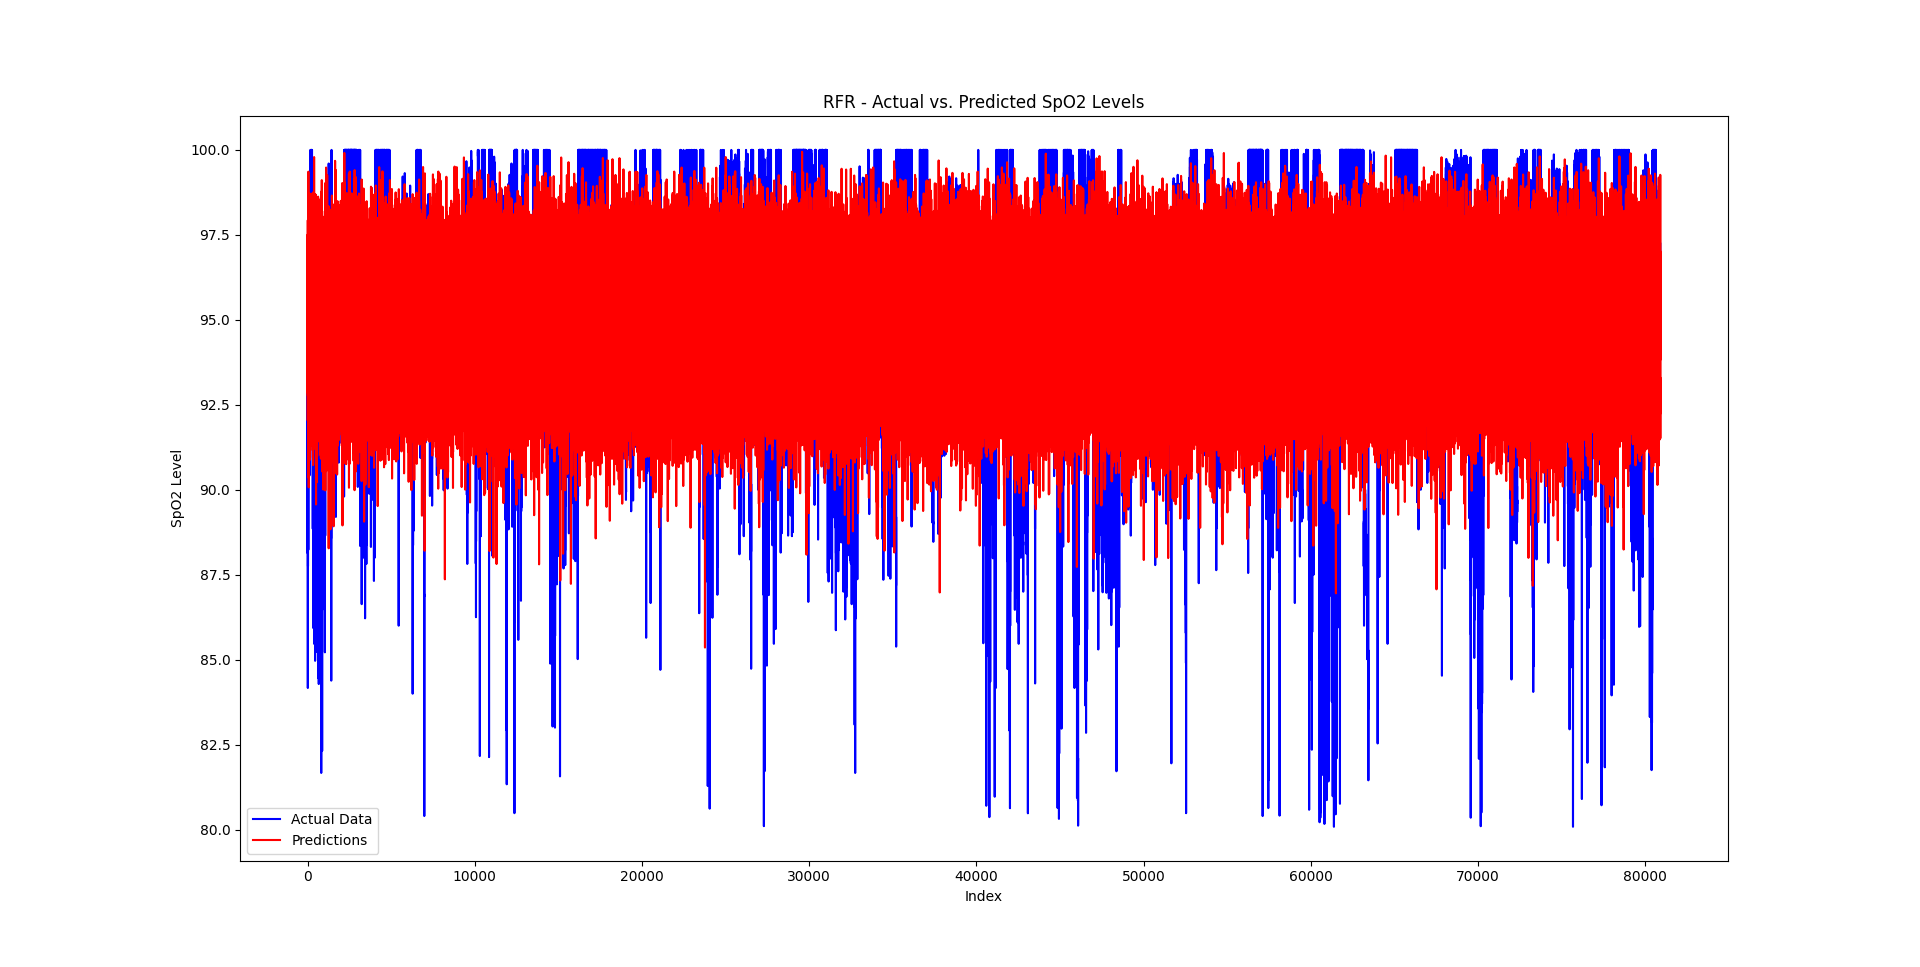 RFR - Actual vs. Predicted SpO2 Levels
100.0
97.5
95.0
92.5
90.0
87.5
85.0
82.5
80.0
SpO2 Level
Actual Data
Predictions
0 10000 20000 30000 40000 50000 60000 70000 80000
Index